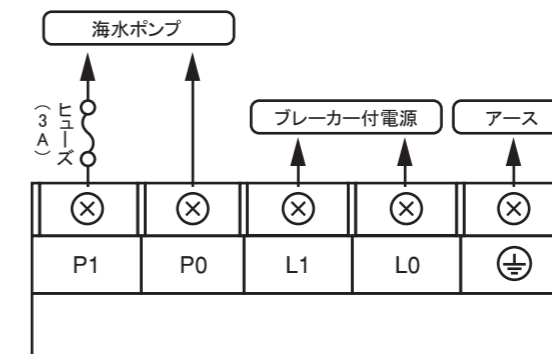 海水ポンプ
ヒューズ
（3A）
ブレーカー付電源
アース
P1
P0
L1
L0